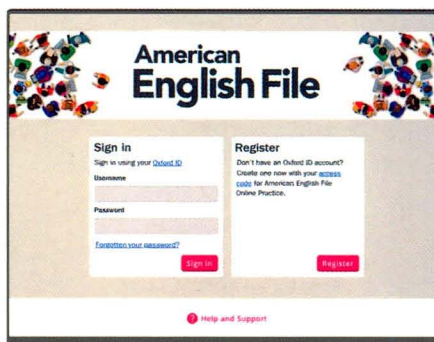 American
English File
Sign in
Sign in using your Oxford ID
Username
Password
Forgotten your password?
Sign in
Register
Don't have an Oxford ID account?
Create one now with your access
code for American English File
Online Practice.
Register
? Help and Support